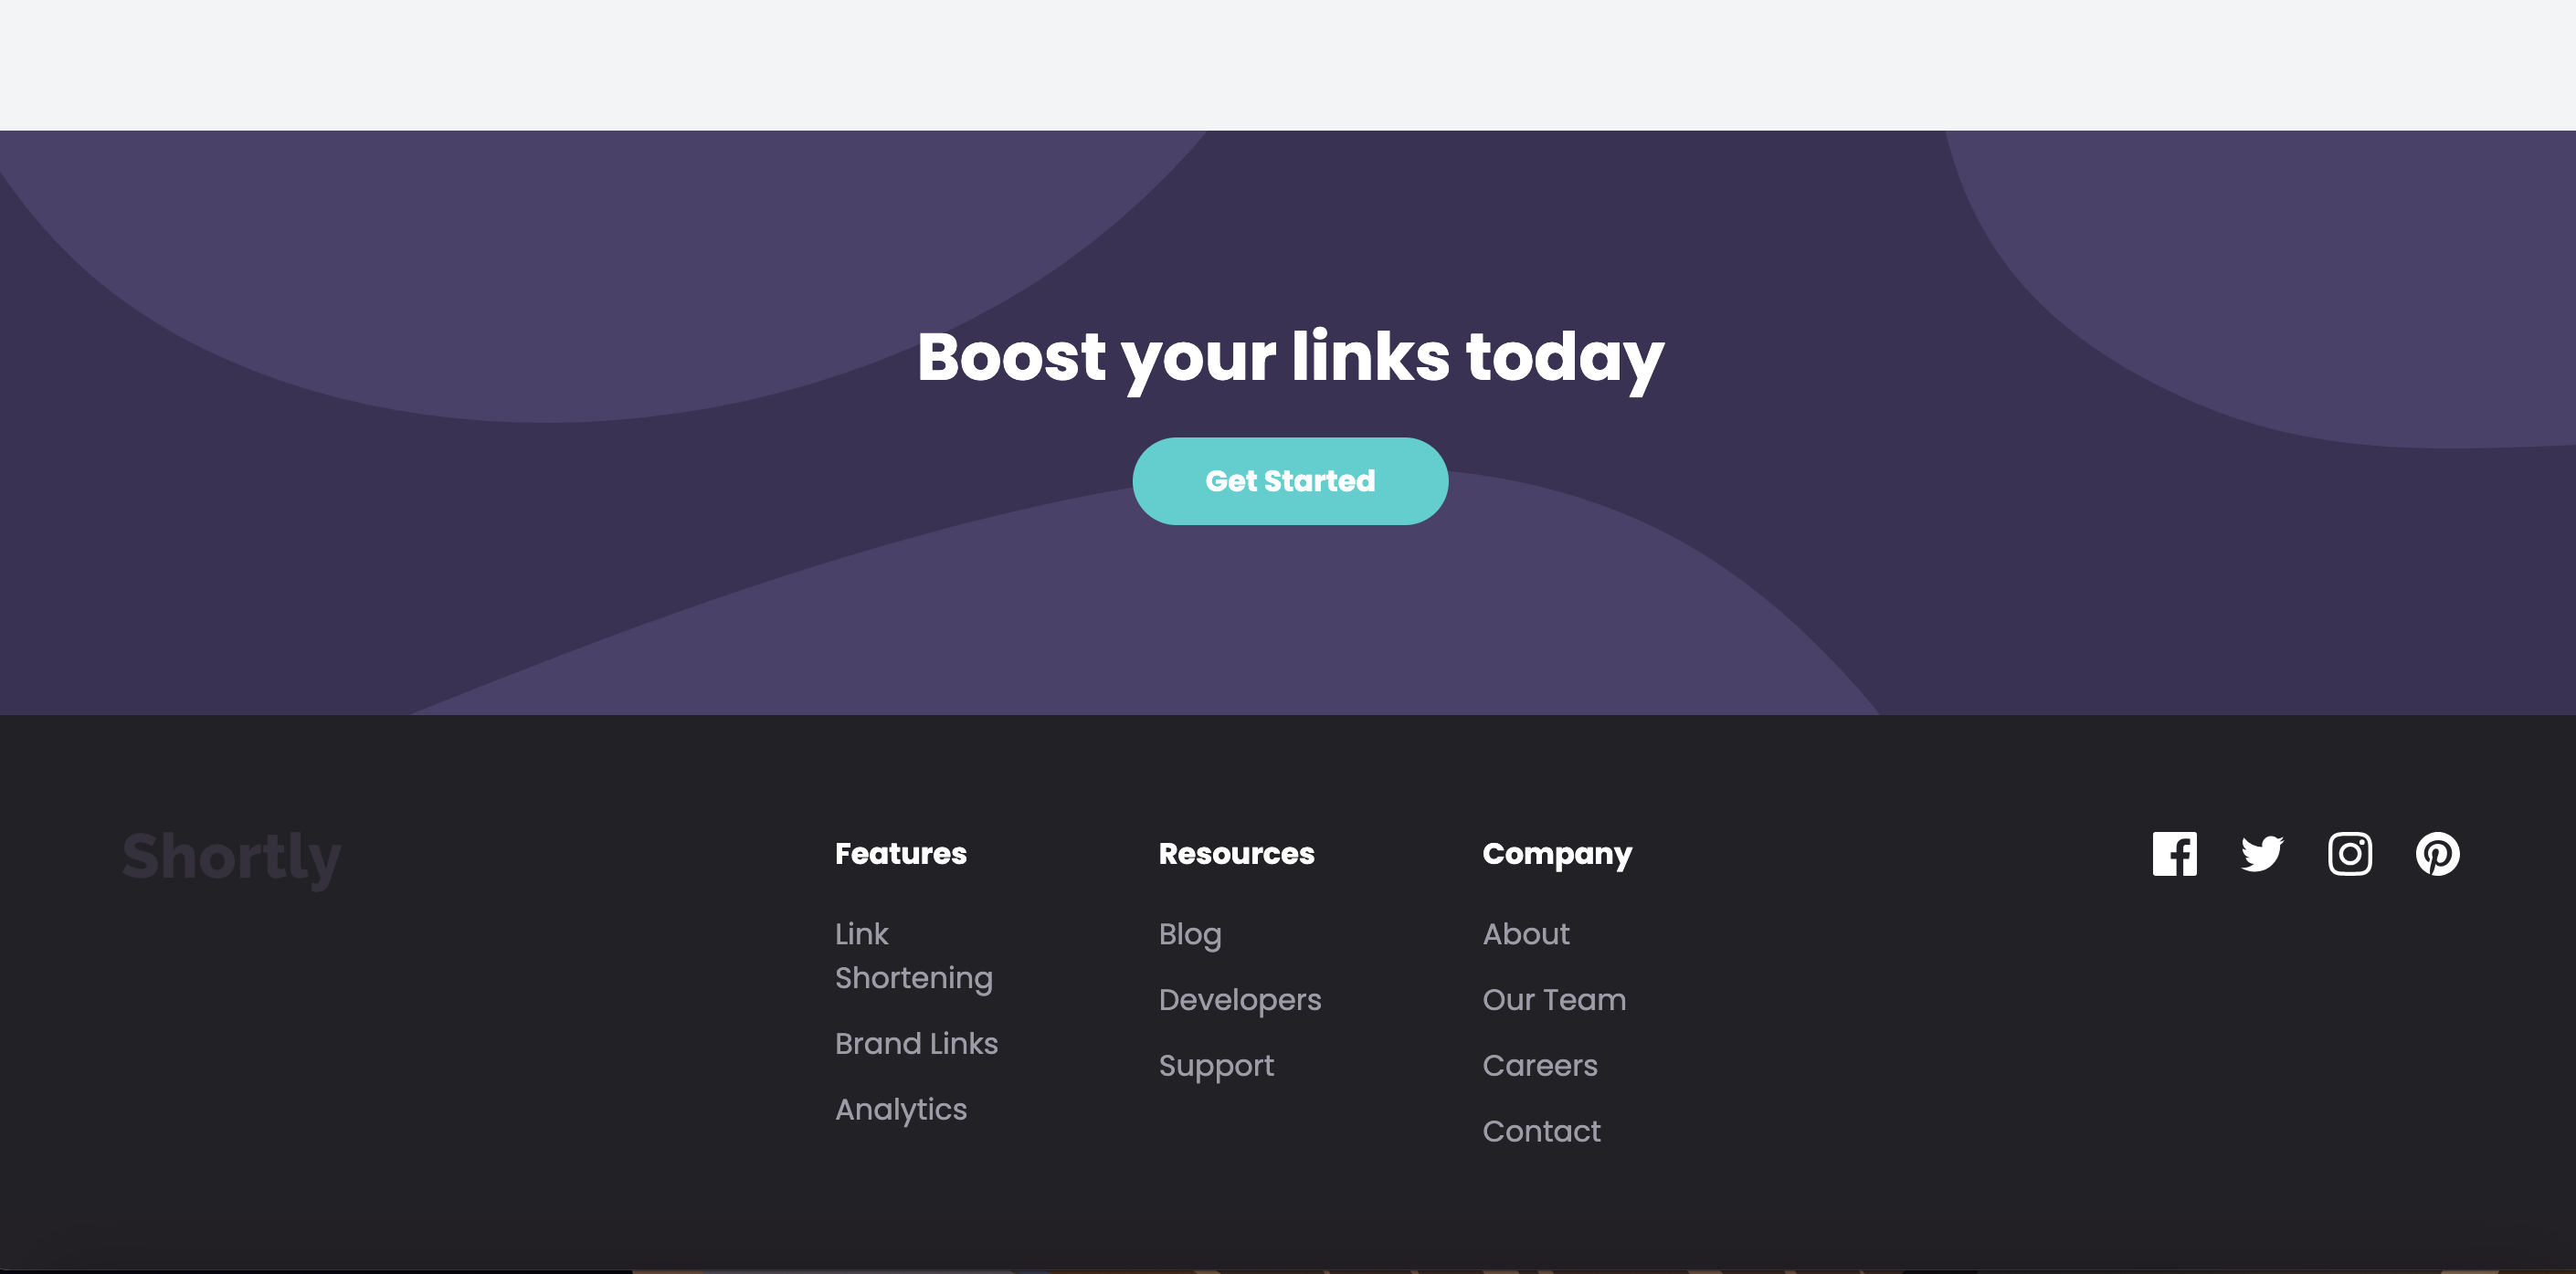 Boost your links today
Get Started
Shortly
Features
Link
Shortening
Brand Links
Analytics
Resources
Blog
Developers
Support
Company
About
Our Team
Careers
Contact